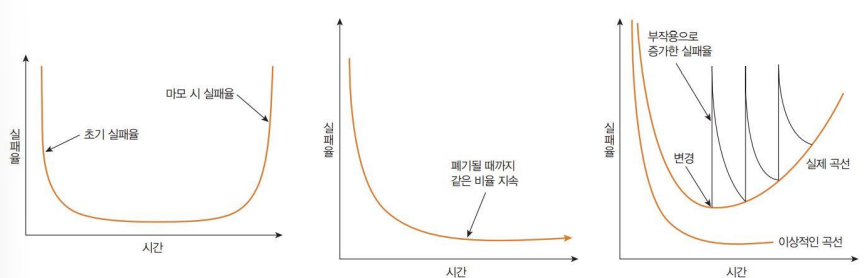 실패율
초기 실패율
마모 시 실패율
시간
실패율
폐기될 때까지
같은 비율 지속
시간
실패율
부작용으로
증가한 실패율
변경
실제 곡선
이상적인 곡선
시간